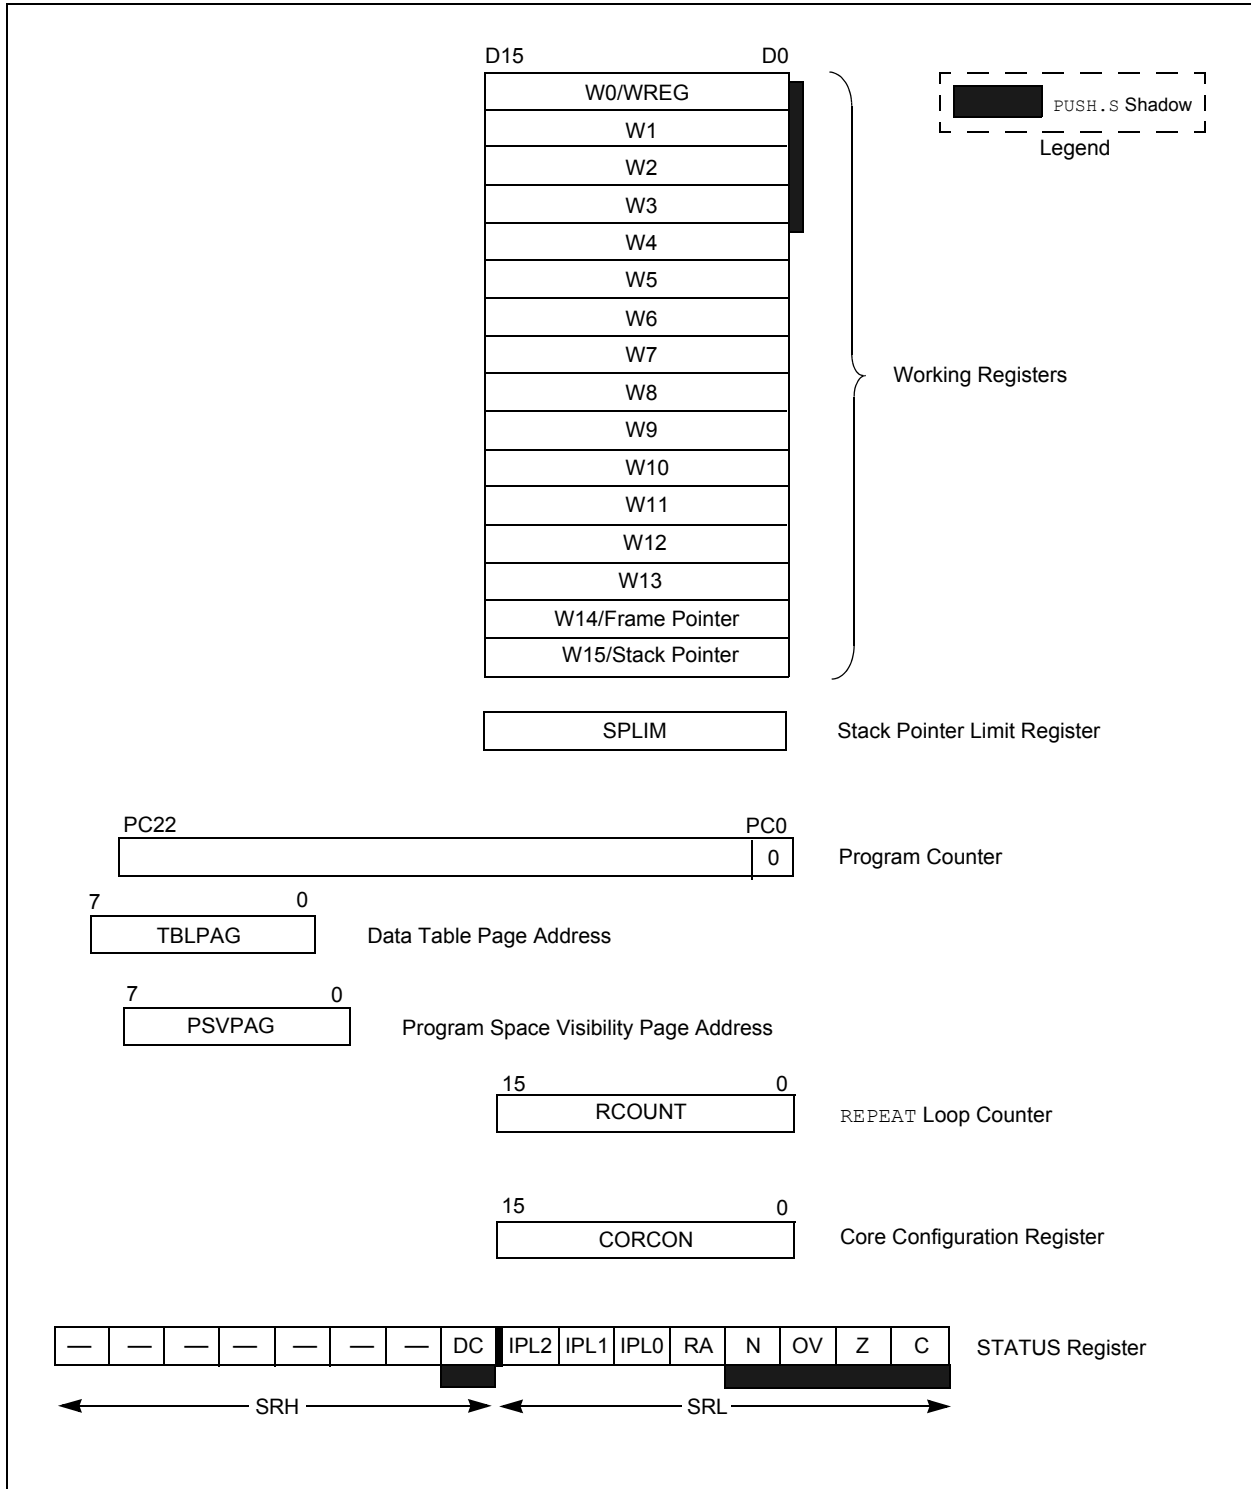 D15 D0
PUSH.S Shadow
Legend
W0/WREG
W1
W2
W3
W4
W5
W6
W7
W8
W9
W10
W11
W12
W13
W14/Frame Pointer
W15/Stack Pointer
Working Registers
SPLIM Stack Pointer Limit Register
PC22 PC0
0 Program Counter
7 0
TBLPAG Data Table Page Address
7 0
PSVPAG Program Space Visibility Page Address
15 0
RCOUNT REPEAT Loop Counter
15 0
CORCON Core Configuration Register
— — — — — — — DC IPL2 IPL1 IPL0 RA N OV Z C STATUS Register
SRH SRL